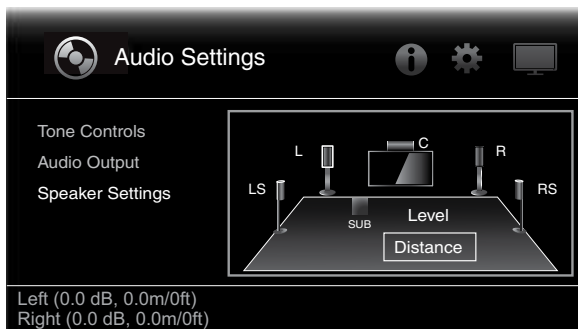 Audio Settings
Tone Controls
Audio Output
Speaker Settings
L
C
R
LS
RS
SUB
Level
Distance
Left (0.0 dB, 0.0m/0ft)
Right (0.0 dB, 0.0m/0ft)